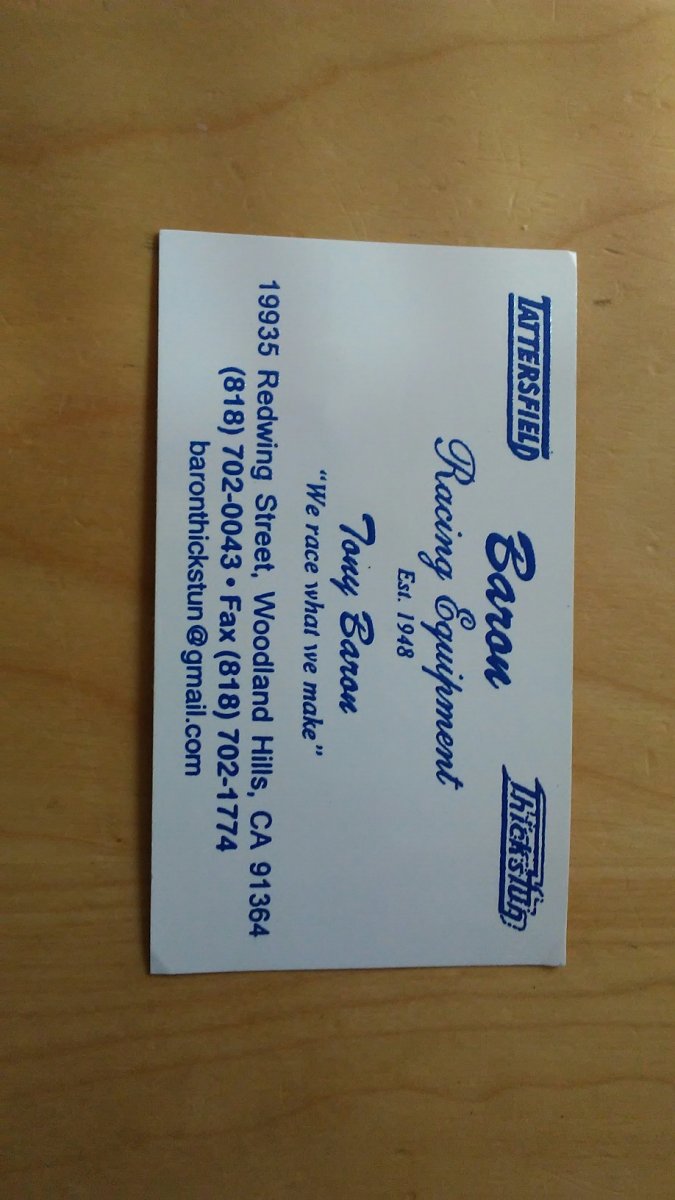 TATTERSFIELD
Thickstun
Baron
Racing Equipment
Est. 1948
Tony Baron
"We race what we make"
19935 Redwing Street, Woodland Hills, CA 91364
(818) 702-0043 • Fax (818) 702-1774
baronthickstun@gmail.com